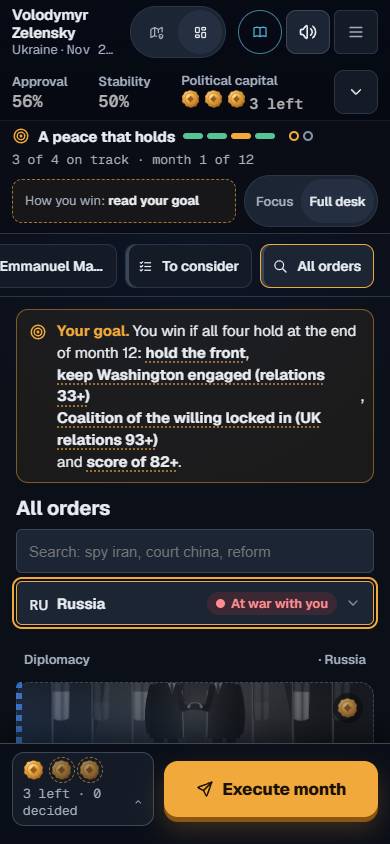 Volodymyr
Zelensky
Ukraine · Nov 2…
Approval
56%
Stability
50%
Political capital
3 left
A peace that holds
3 of 4 on track · month 1 of 12
How you win: read your goal
Focus
Full desk
Emmanuel Ma…
To consider
All orders
Your goal. You win if all four hold at the end
of month 12: hold the front,
keep Washington engaged (relations
33+)
,
Coalition of the willing locked in (UK
relations 93+)
and score of 82+.
All orders
Search: spy iran, court china, reform
RU Russia
At war with you
Diplomacy
· Russia
3 left · 0
decided
Execute month